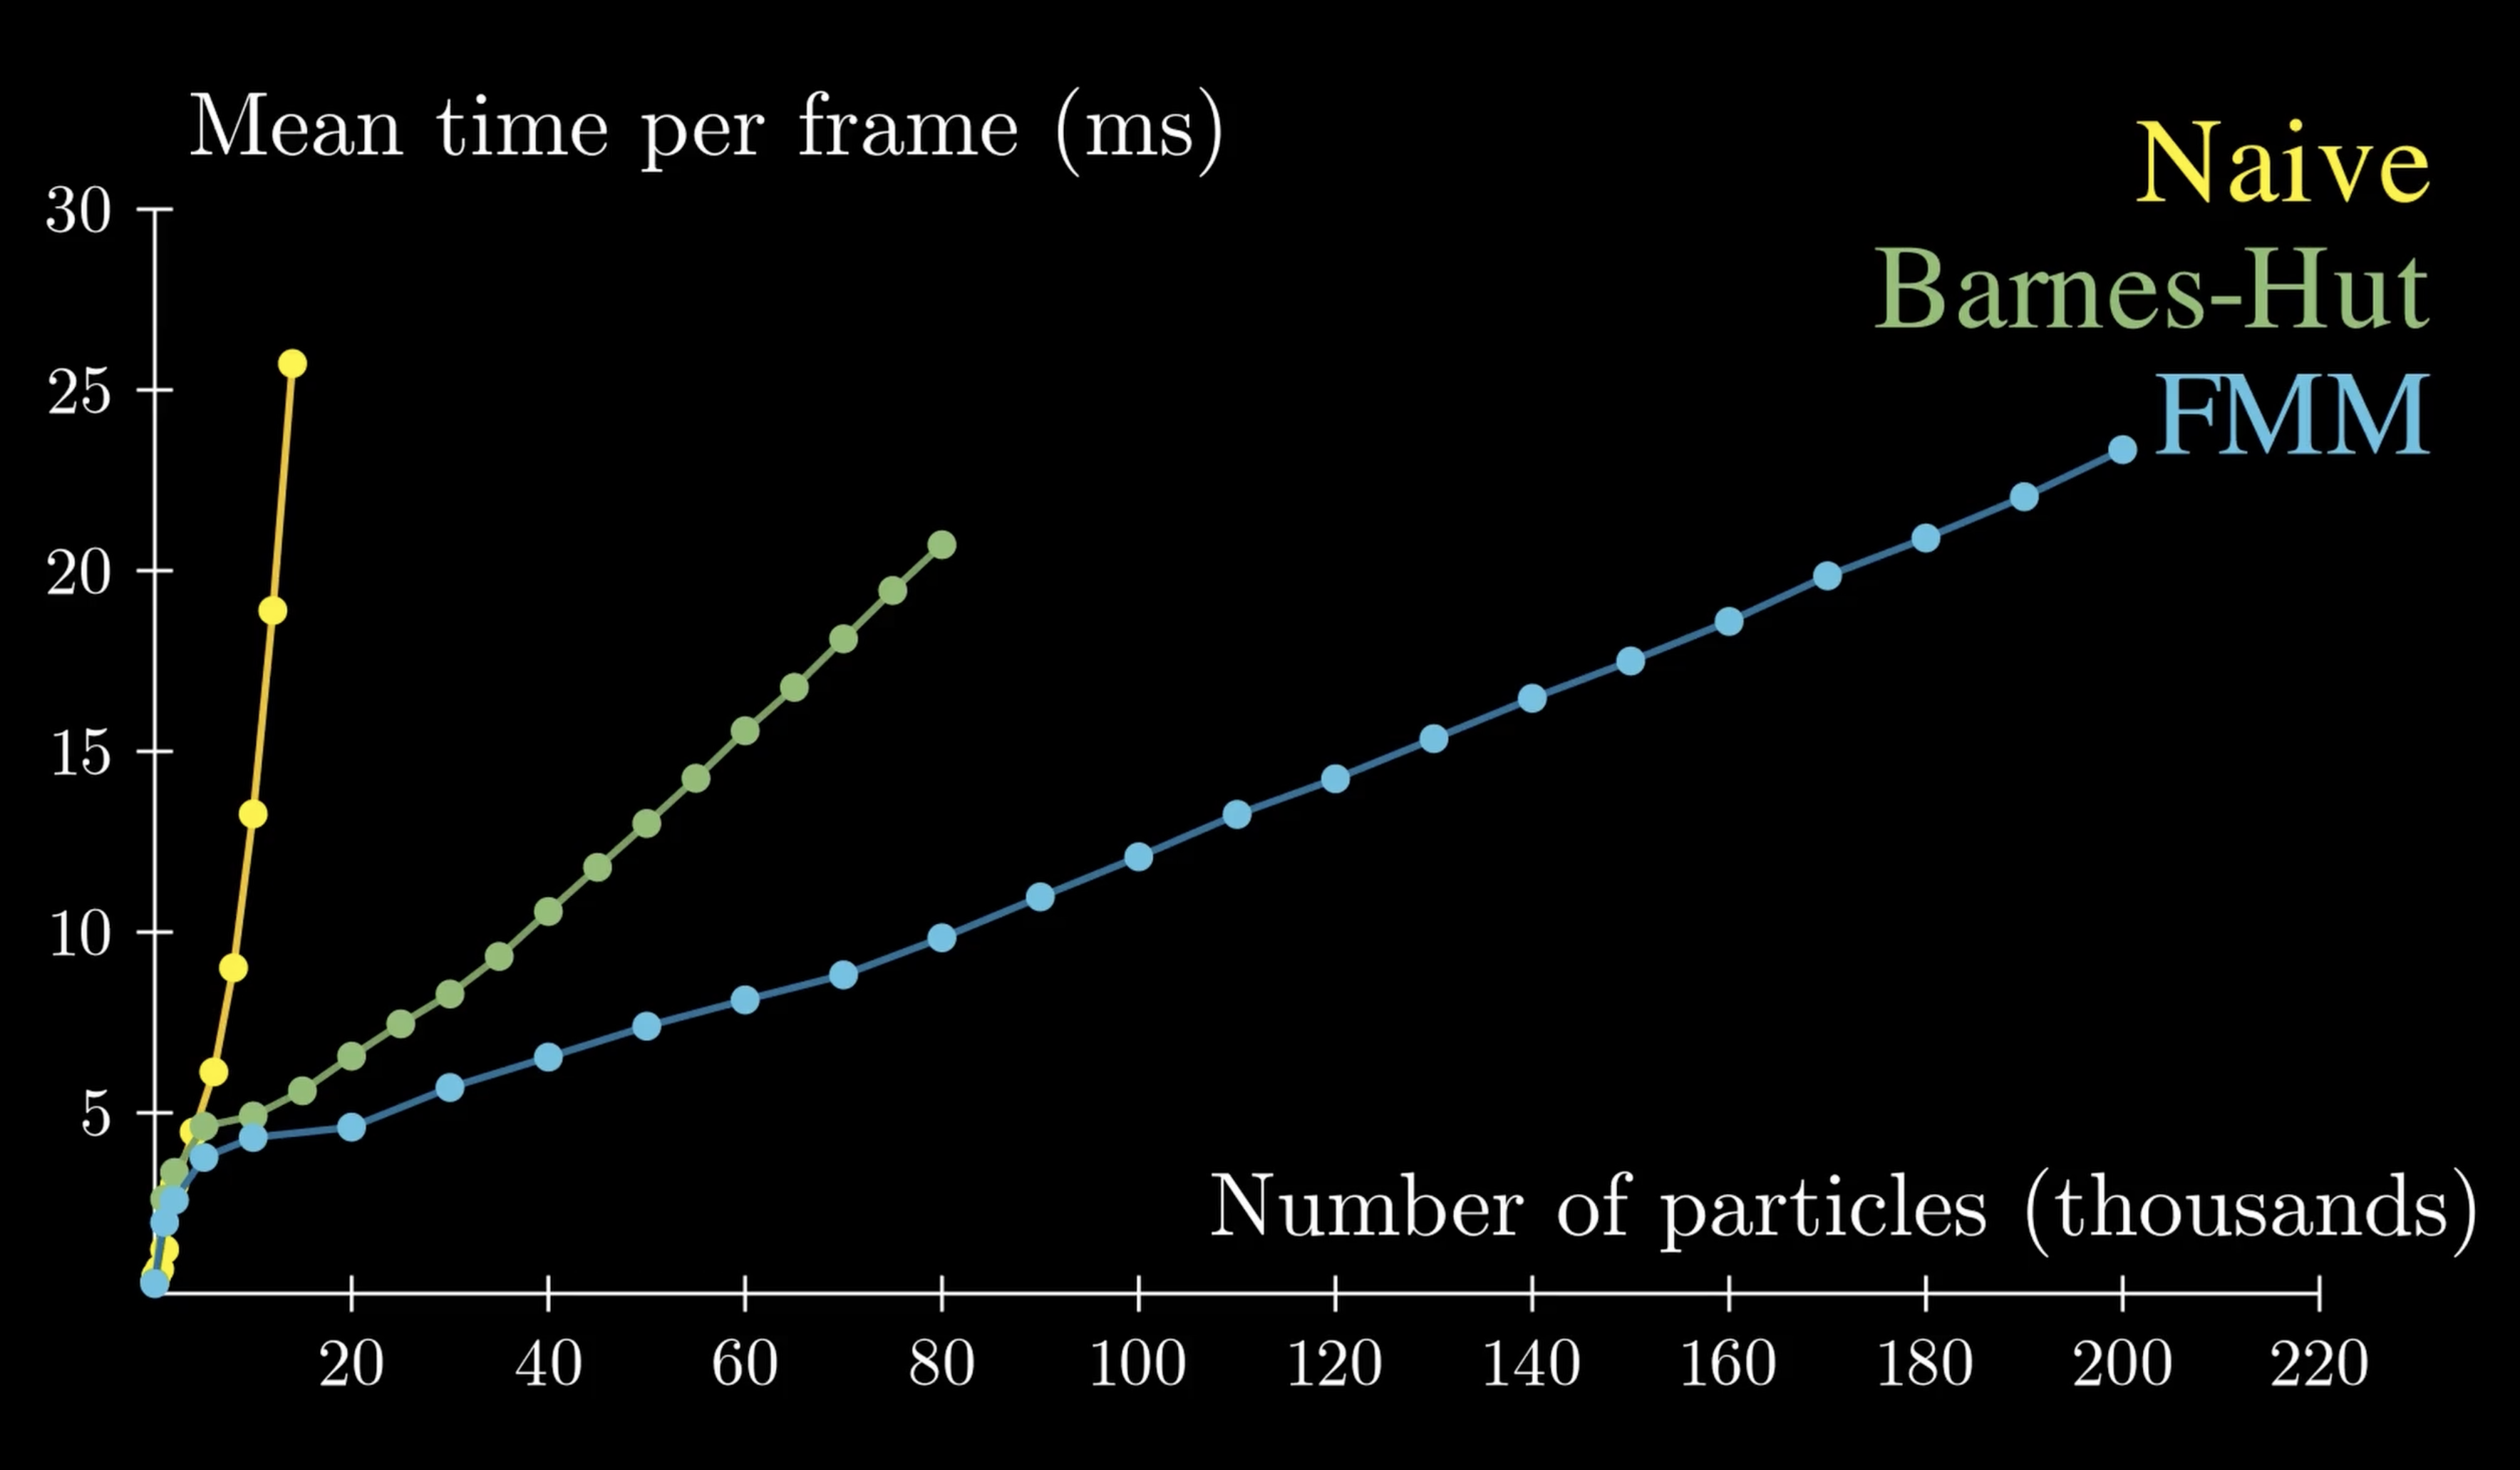 Mean time per frame (ms)
Naive
Barnes-Hut
FMM
30
25
20
15
10
5
Number of particles (thousands)
20 40 60 80 100 120 140 160 180 200 220